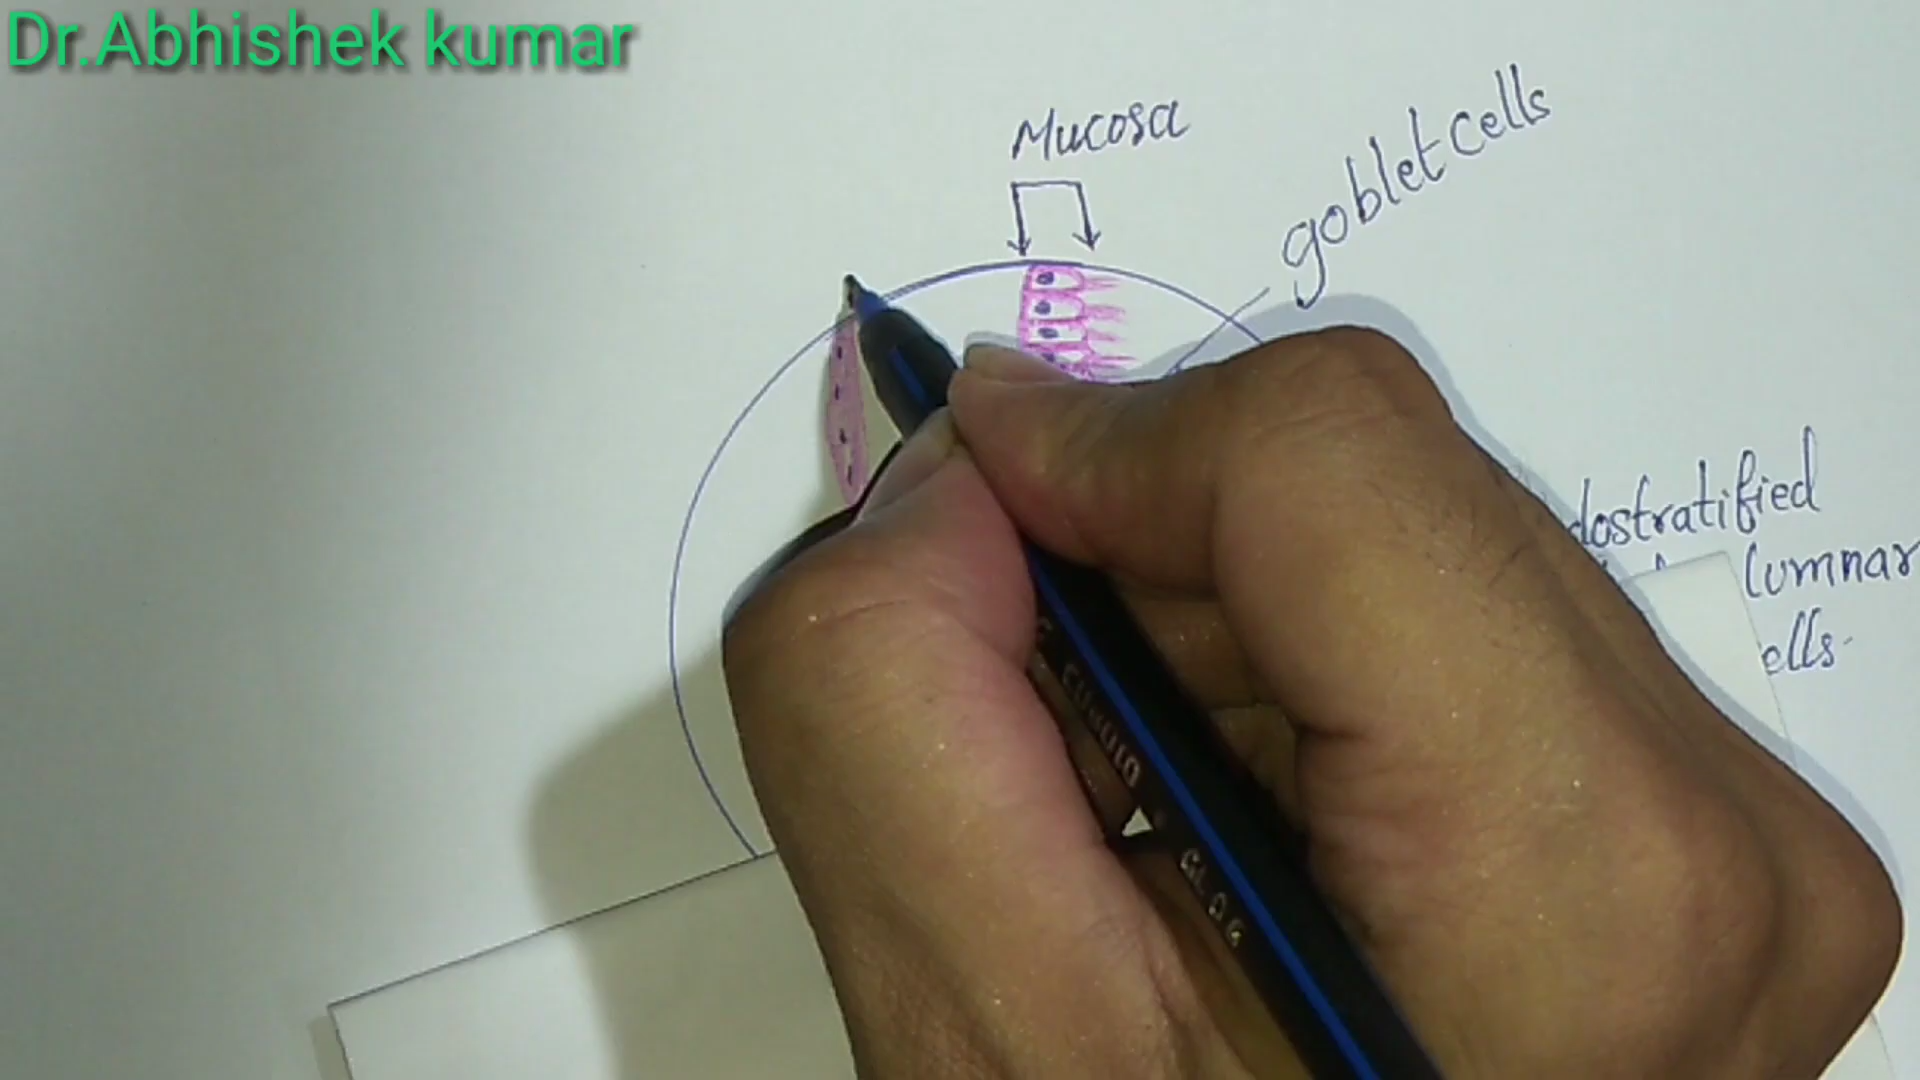 Dr.Abhishek kumar
Mucosa
goblet cells
dostratified
lumnar
ells.